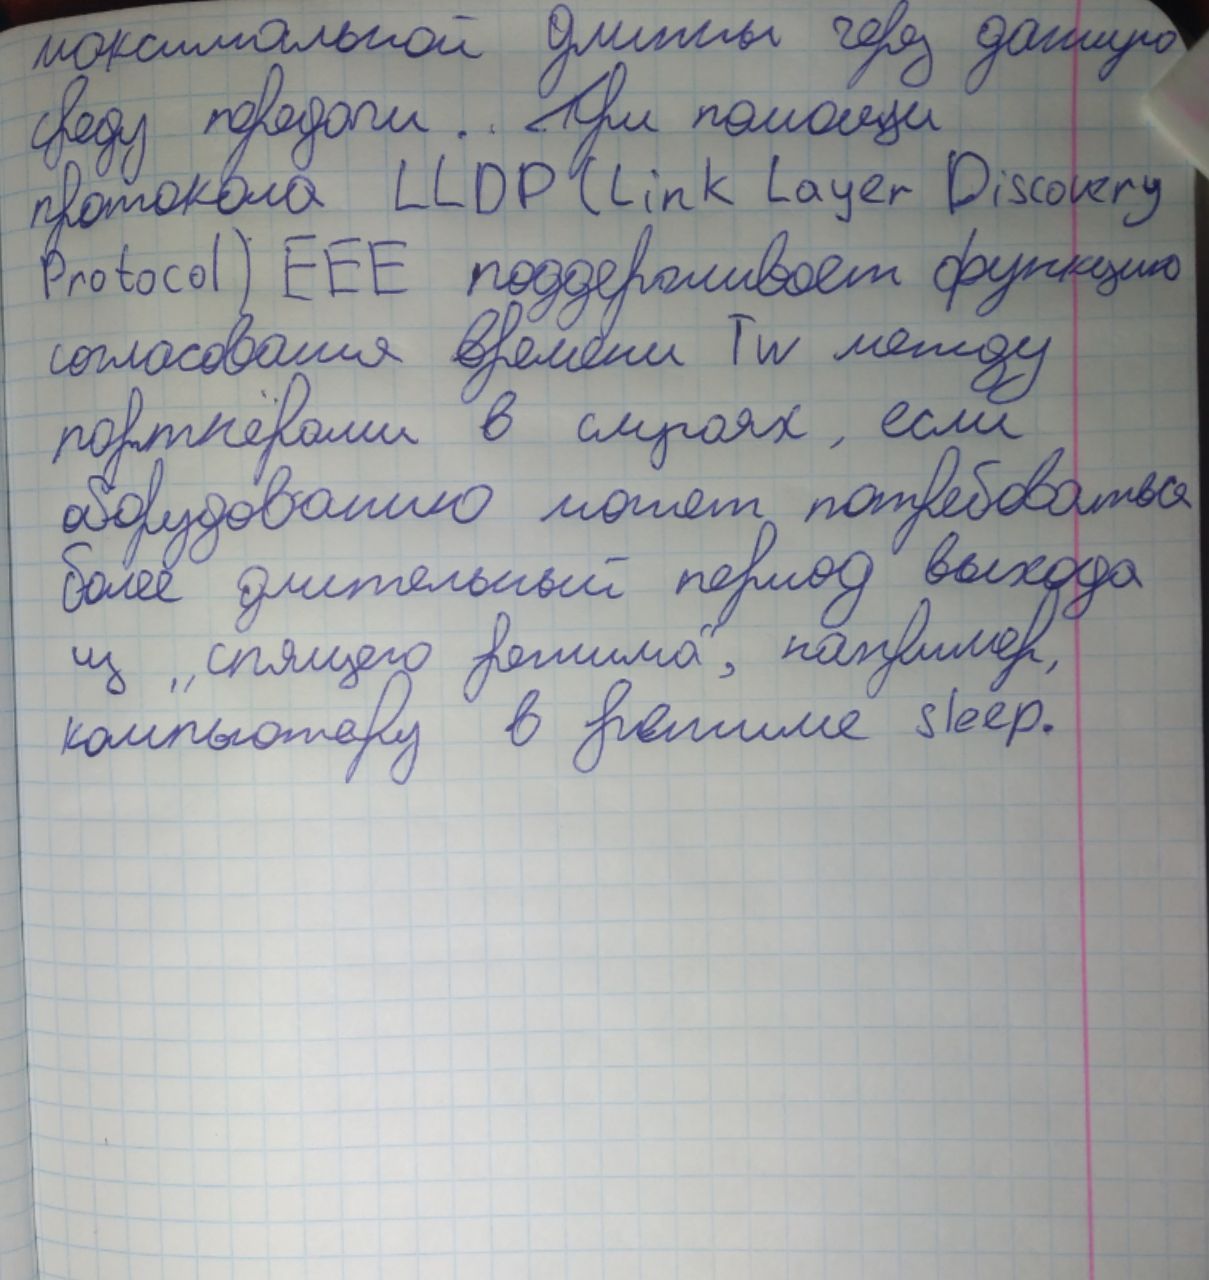 максимальной длины через данную
среду передачи.. При помощи
протокола LLDP (Link Layer Discovery
Protocol) EEE поддерживает функцию
согласования времени Tw между
партнёрами в случаях, если
оборудованию может потребоваться
более длительный период выхода
из „спящего режима", например,
компьютеру в режиме sleep.